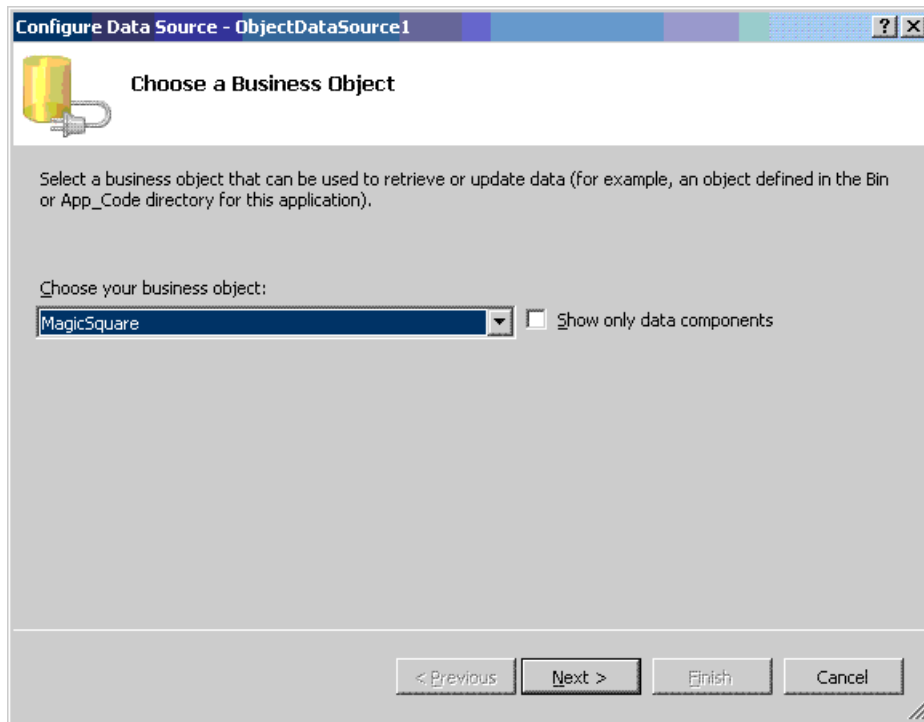 Configure Data Source - ObjectDataSource1
Choose a Business Object
Select a business object that can be used to retrieve or update data (for example, an object defined in the Bin
or App_Code directory for this application).
Choose your business object:
MagicSquare
Show only data components
< Previous
Next >
Finish
Cancel